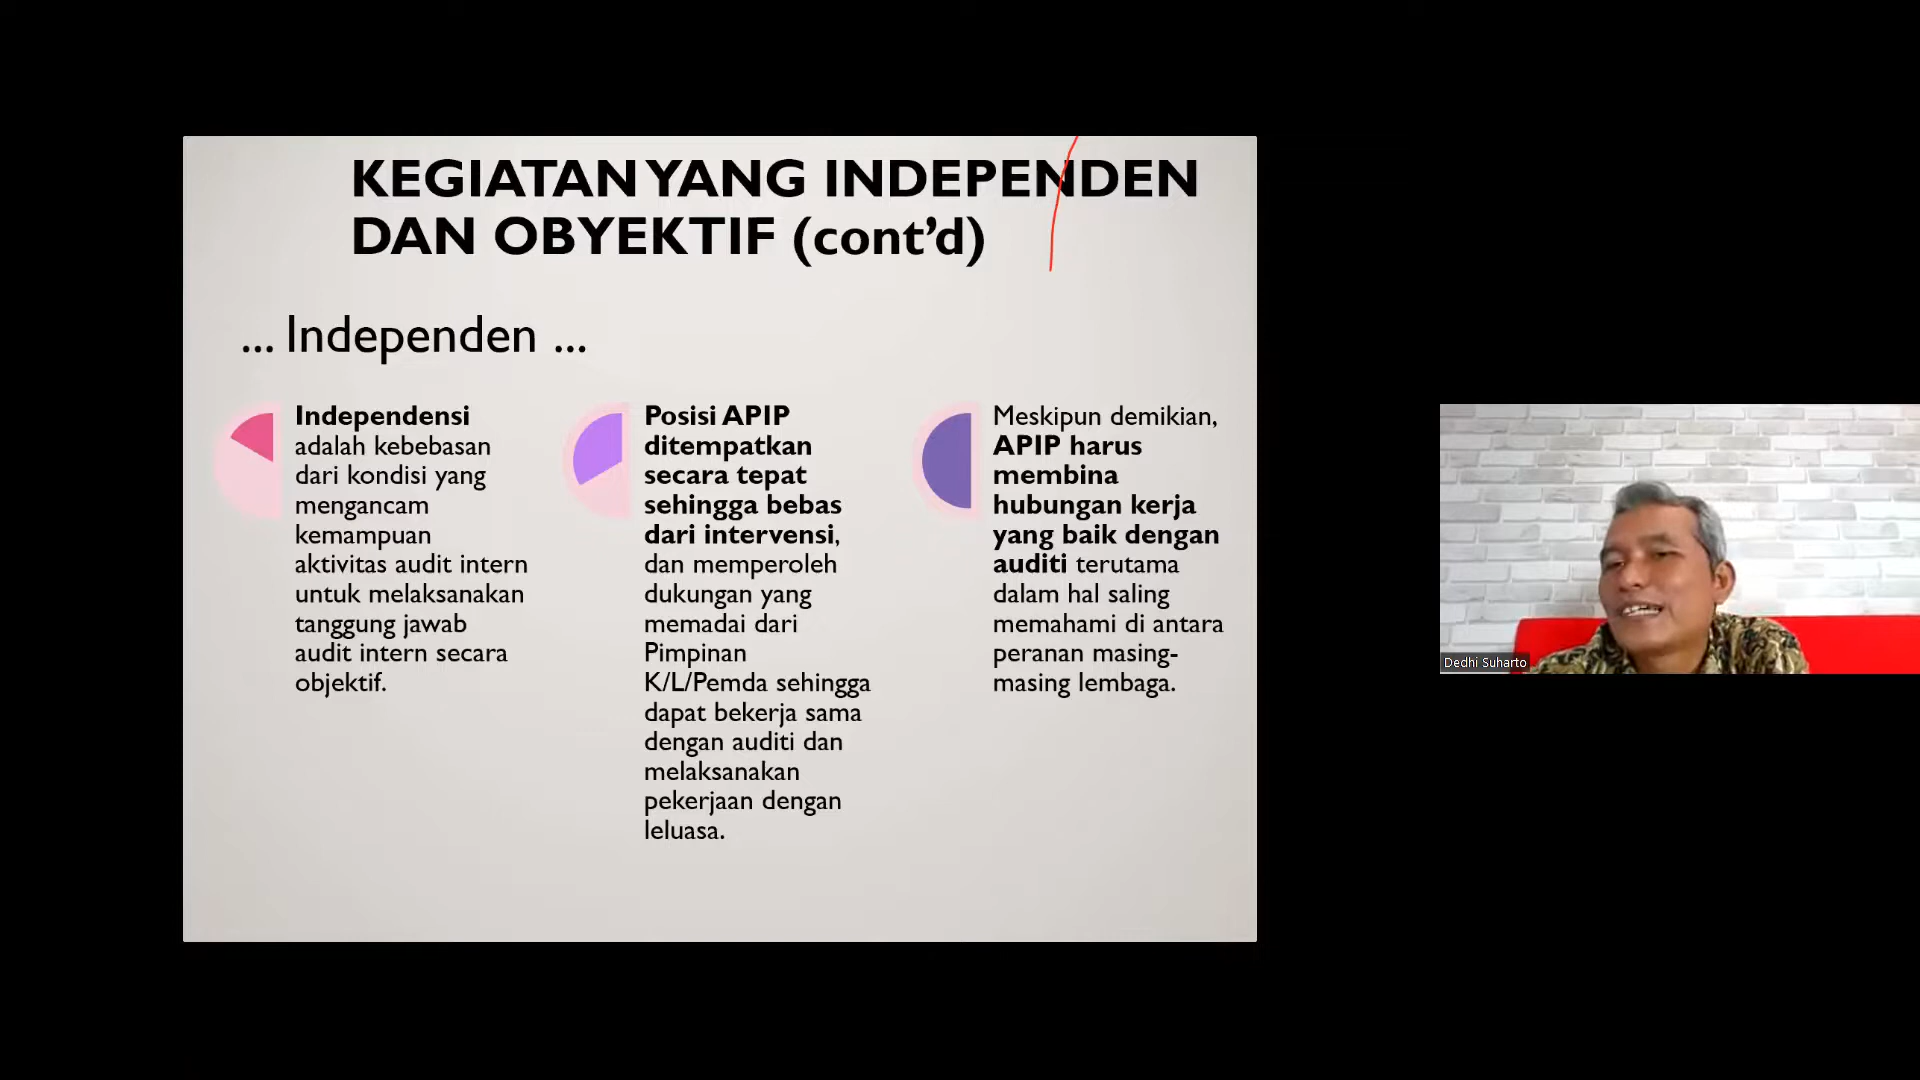 KEGIATAN YANG INDEPENDEN
DAN OBYEKTIF (cont’d)
... Independen ...
Independensi
adalah kebebasan
dari kondisi yang
mengancam
kemampuan
aktivitas audit intern
untuk melaksanakan
tanggung jawab
audit intern secara
objektif.
Posisi APIP
ditempatkan
secara tepat
sehingga bebas
dari intervensi,
dan memperoleh
dukungan yang
memadai dari
Pimpinan
K/L/Pemda sehingga
dapat bekerja sama
dengan auditi dan
melaksanakan
pekerjaan dengan
leluasa.
Meskipun demikian,
APIP harus
membina
hubungan kerja
yang baik dengan
auditi terutama
dalam hal saling
memahami di antara
peranan masing-
masing lembaga.
Dedhi Suharto